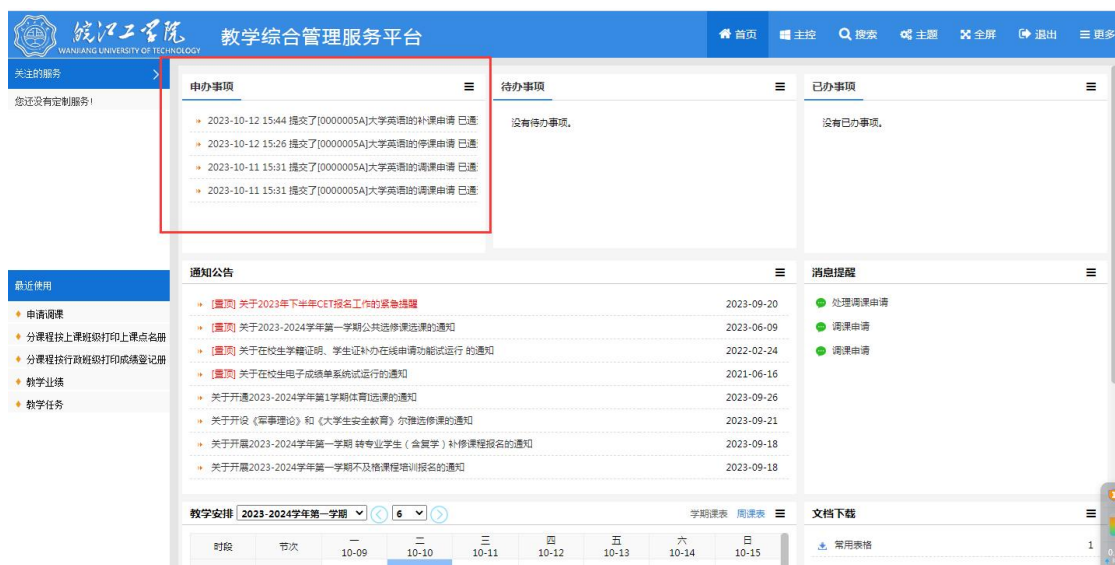 皖江工学院
WANJIANG UNIVERSITY OF TECHNOLOGY
教学综合管理服务平台
首页 主控 搜索 主题 全屏 退出 更多
关注的服务
您还没有定制服务!
申办事项
2023-10-12 15:44 提交了[0000005A]大学英语I的补课申请 已通
2023-10-12 15:26 提交了[0000005A]大学英语I的停课申请 已通
2023-10-11 15:31 提交了[0000005A]大学英语I的调课申请 已通
2023-10-11 15:31 提交了[0000005A]大学英语I的调课申请 已通
待办事项
没有待办事项。
已办事项
没有已办事项。
最近使用
申请调课
分课程按上课班级打印上课点名册
分课程按行政班级打印成绩登记册
教学业绩
教学任务
通知公告
[置顶] 关于2023年下半年CET报名工作的紧急提醒 2023-09-20
[置顶] 关于2023-2024学年第一学期公共选修课选课的通知 2023-06-09
[置顶] 关于在校生学籍证明、学生证补办在线申请功能试运行 的通知 2022-02-24
[置顶] 关于在校生电子成绩单系统试运行的通知 2021-06-16
关于开通2023-2024学年第1学期体育I选课的通知 2023-09-26
关于开设《军事理论》和《大学生安全教育》尔雅选修课的通知 2023-09-21
关于开展2023-2024学年第一学期 转专业学生(含复学)补修课程报名的通知 2023-09-18
关于开展2023-2024学年第一学期不及格课程培训报名的通知 2023-09-18
消息提醒
处理调课申请
调课申请
调课申请
教学安排 2023-2024学年第一学期 6 学期课表 周课表
时段 节次 一 二 三 四 五 六 日
10-09 10-10 10-11 10-12 10-13 10-14 10-15
文档下载
常用表格 1